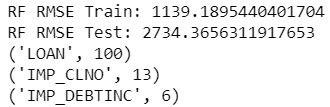 RF RMSE Train: 1139.1895440401704
RF RMSE Test: 2734.3656311917653
('LOAN', 100)
('IMP_CLNO', 13)
('IMP_DEBTINC', 6)